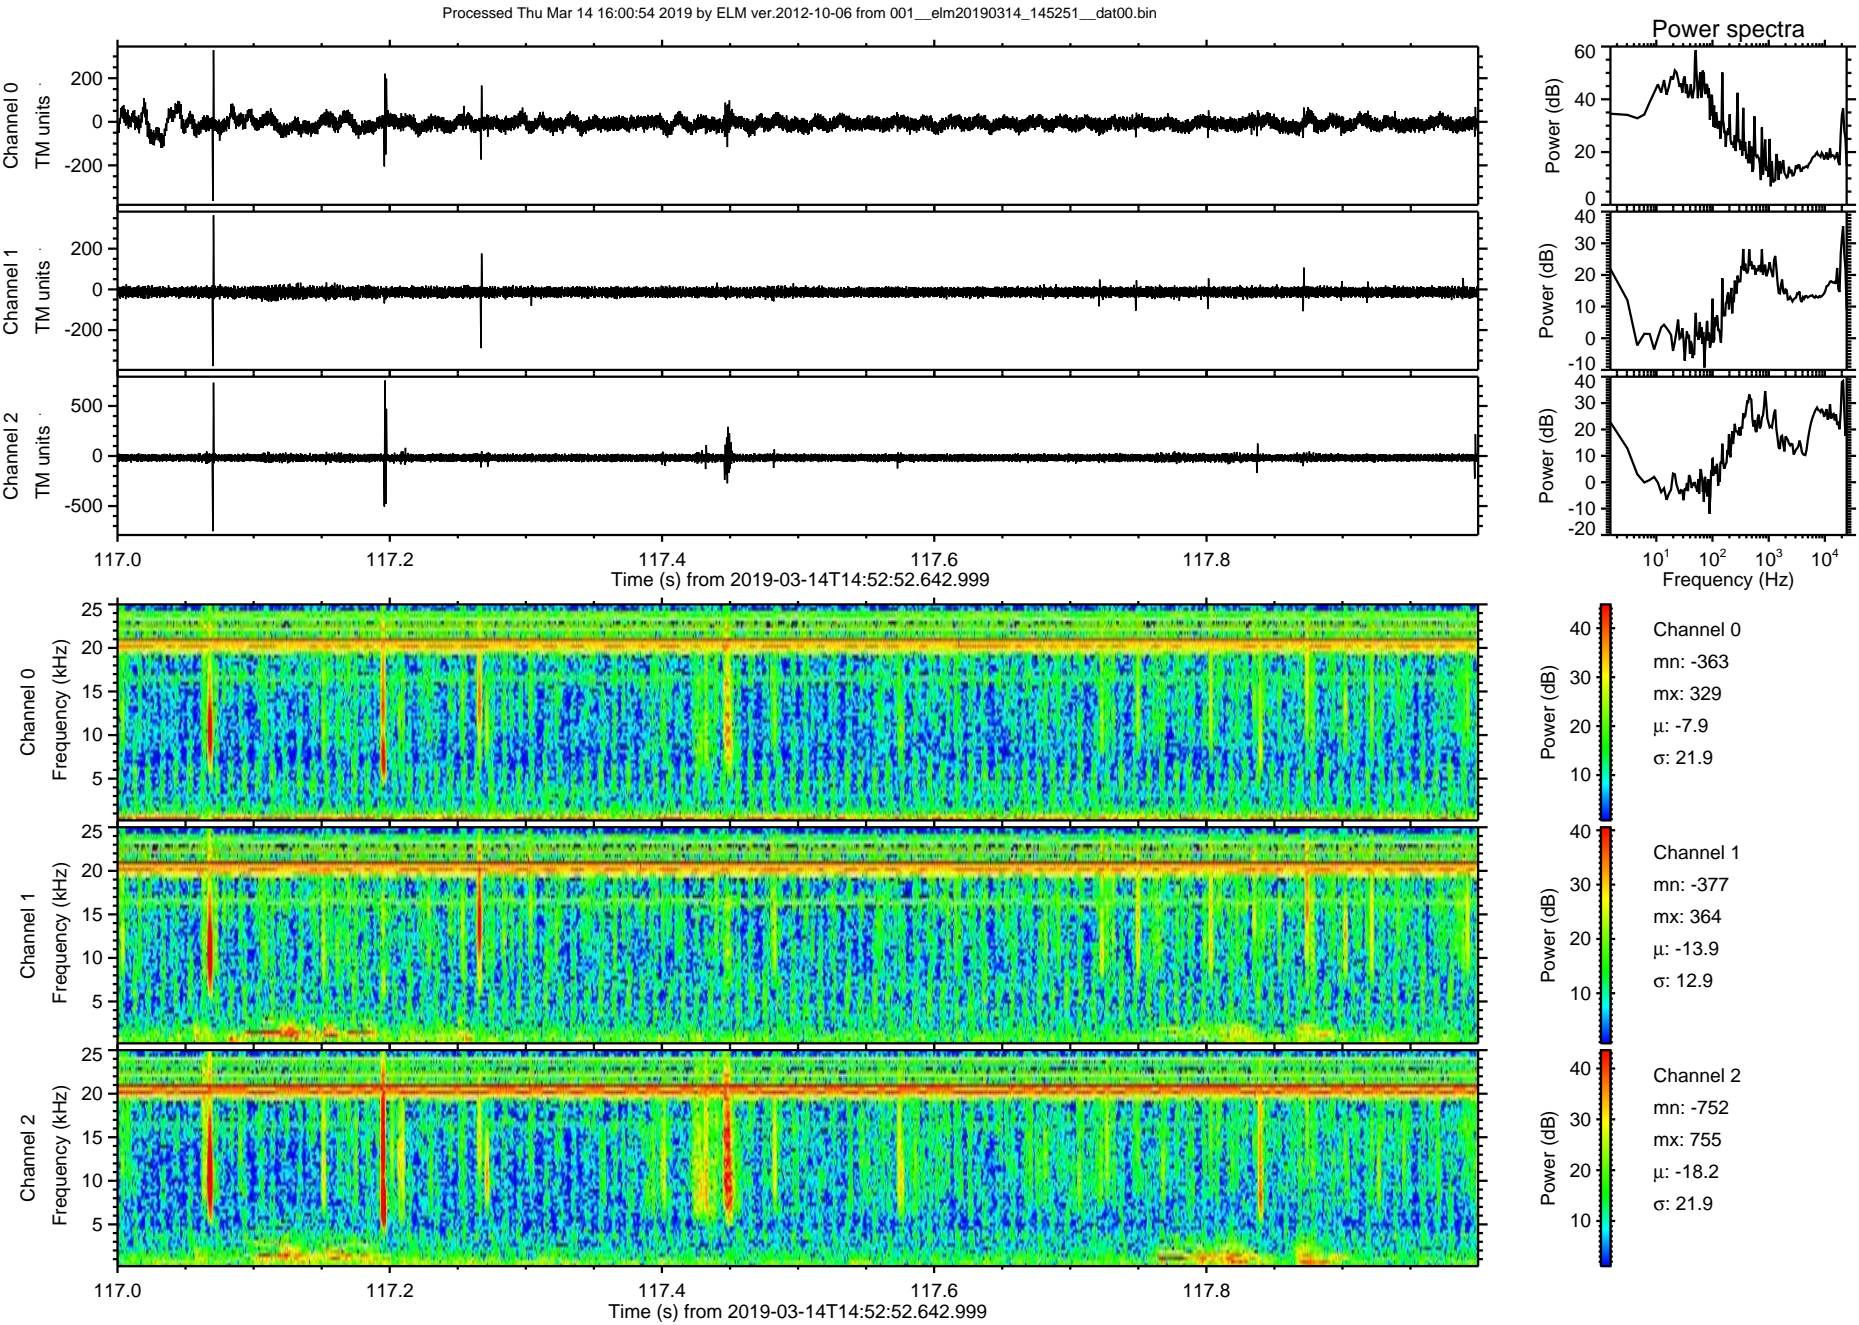 Processed Thu Mar 14 16:00:54 2019 by ELM ver.2012-10-06 from 001__elm20190314_145251__dat00.bin
Power spectra
Channel 0
TM units
200
0
-200
Power (dB)
60
40
20
0
Channel 1
TM units
200
0
-200
Power (dB)
40
30
20
10
0
-10
Channel 2
TM units
500
0
-500
Power (dB)
40
30
20
10
0
-10
-20
117.0 117.2 117.4 117.6 117.8
Time (s) from 2019-03-14T14:52:52.642.999
10^1 10^2 10^3 10^4
Frequency (Hz)
Channel 0
Frequency (kHz)
25
20
15
10
5
Power (dB)
40
30
20
10
Channel 0
mn: -363
mx: 329
μ: -7.9
σ: 21.9
Channel 1
Frequency (kHz)
25
20
15
10
5
Power (dB)
40
30
20
10
Channel 1
mn: -377
mx: 364
μ: -13.9
σ: 12.9
Channel 2
Frequency (kHz)
25
20
15
10
5
Power (dB)
40
30
20
10
Channel 2
mn: -752
mx: 755
μ: -18.2
σ: 21.9
117.0 117.2 117.4 117.6 117.8
Time (s) from 2019-03-14T14:52:52.642.999